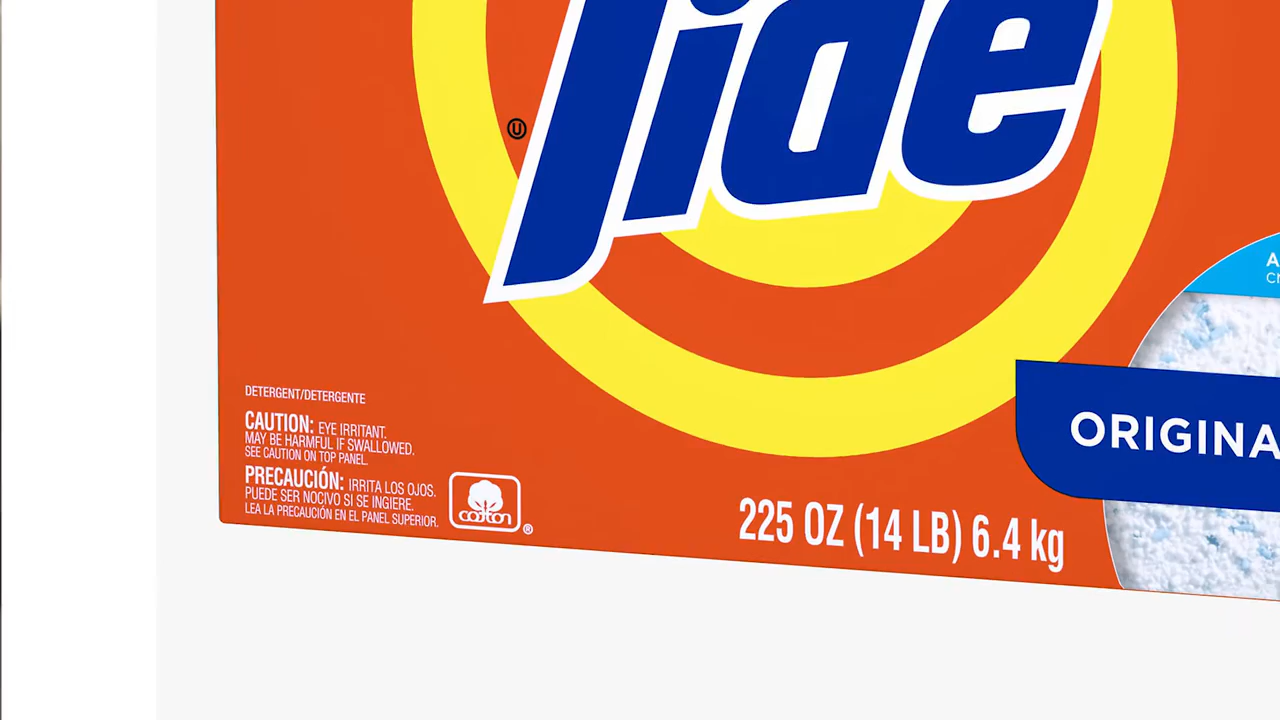 Tide
Ⓤ
A
ORIGINA
DETERGENT/DETERGENTE
CAUTION: EYE IRRITANT.
MAY BE HARMFUL IF SWALLOWED.
SEE CAUTION ON TOP PANEL.
PRECAUCIÓN: IRRITA LOS OJOS.
PUEDE SER NOCIVO SI SE INGIERE.
LEA LA PRECAUCIÓN EN EL PANEL SUPERIOR.
cotton
®
225 OZ (14 LB) 6.4 kg